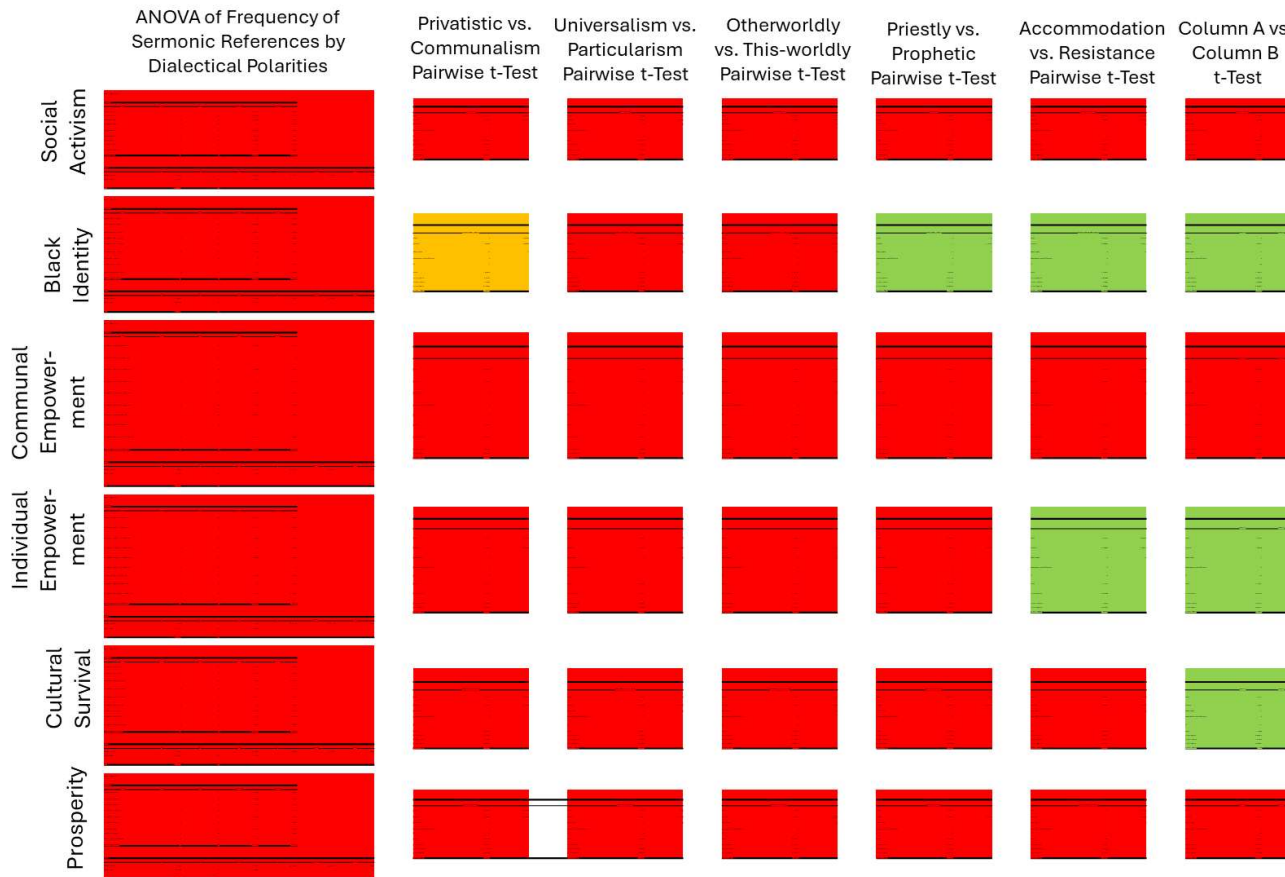 ANOVA of Frequency of
Sermonic References by
Dialectical Polarities
Privatistic vs.
Communalism
Pairwise t-Test
Universalism vs.
Particularism
Pairwise t-Test
Otherworldly
vs. This-worldly
Pairwise t-Test
Priestly vs.
Prophetic
Pairwise t-Test
Accommodation
vs. Resistance
Pairwise t-Test
Column A vs
Column B
t-Test
Social
Activism
Black
Identity
Communal
Empower-
ment
Individual
Empower-
ment
Cultural
Survival
Prosperity